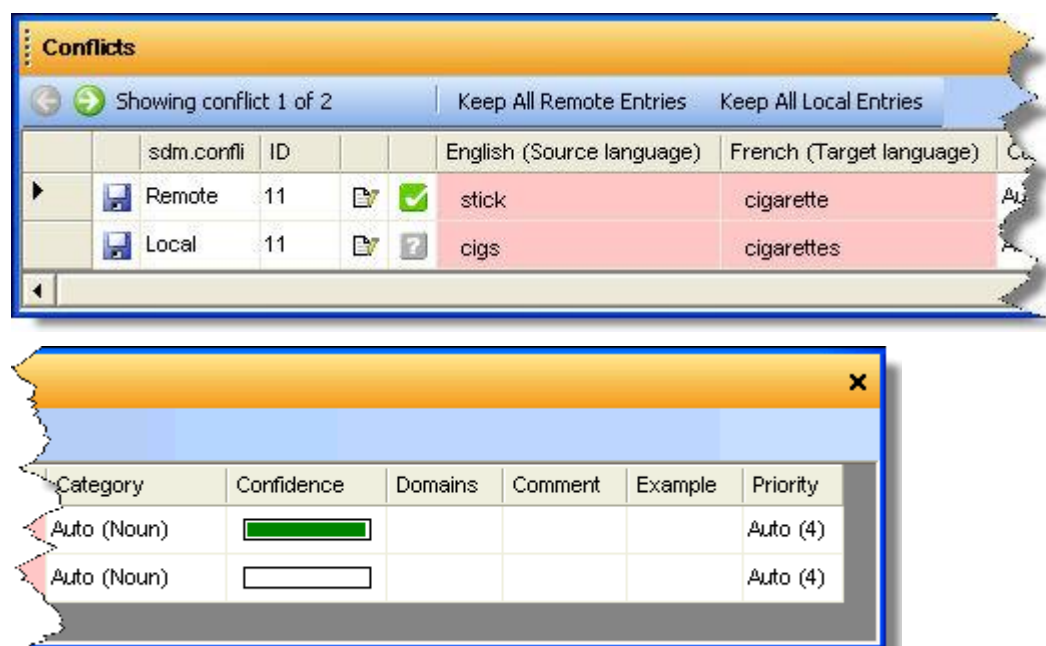 Conflicts
Showing conflict 1 of 2 Keep All Remote Entries Keep All Local Entries
sdm.confli ID English (Source language) French (Target language)
Remote 11 stick cigarette
Local 11 cigs cigarettes
Category Confidence Domains Comment Example Priority
Auto (Noun) Auto (4)
Auto (Noun) Auto (4)